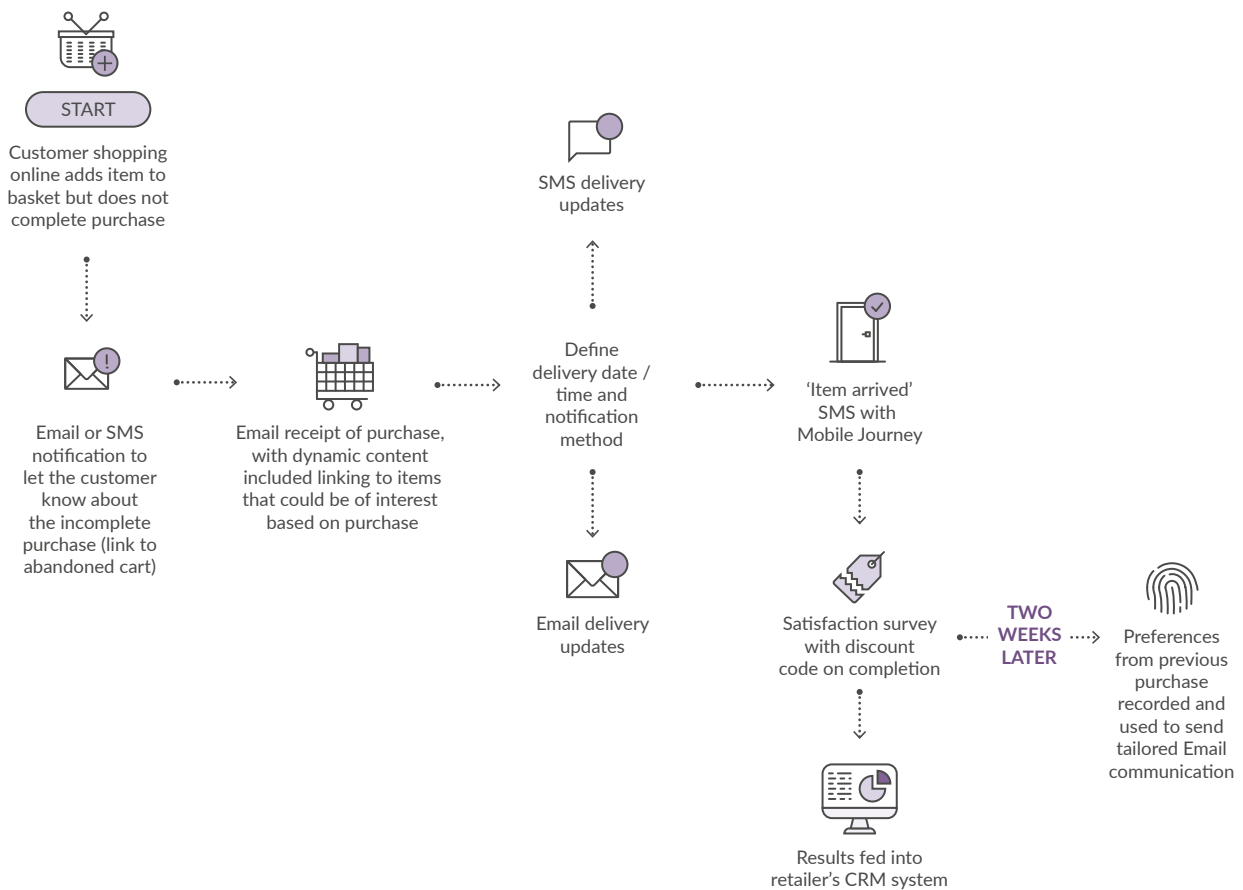 START
Customer shopping
online adds item to
basket but does not
complete purchase
Email or SMS
notification to
let the customer
know about
the incomplete
purchase (link to
abandoned cart)
Email receipt of purchase,
with dynamic content
included linking to items
that could be of interest
based on purchase
SMS delivery
updates
Define
delivery date /
time and
notification
method
Email delivery
updates
‘Item arrived’
SMS with
Mobile Journey
Satisfaction survey
with discount
code on completion
TWO
WEEKS
LATER
Preferences
from previous
purchase
recorded and
used to send
tailored Email
communication
Results fed into
retailer’s CRM system